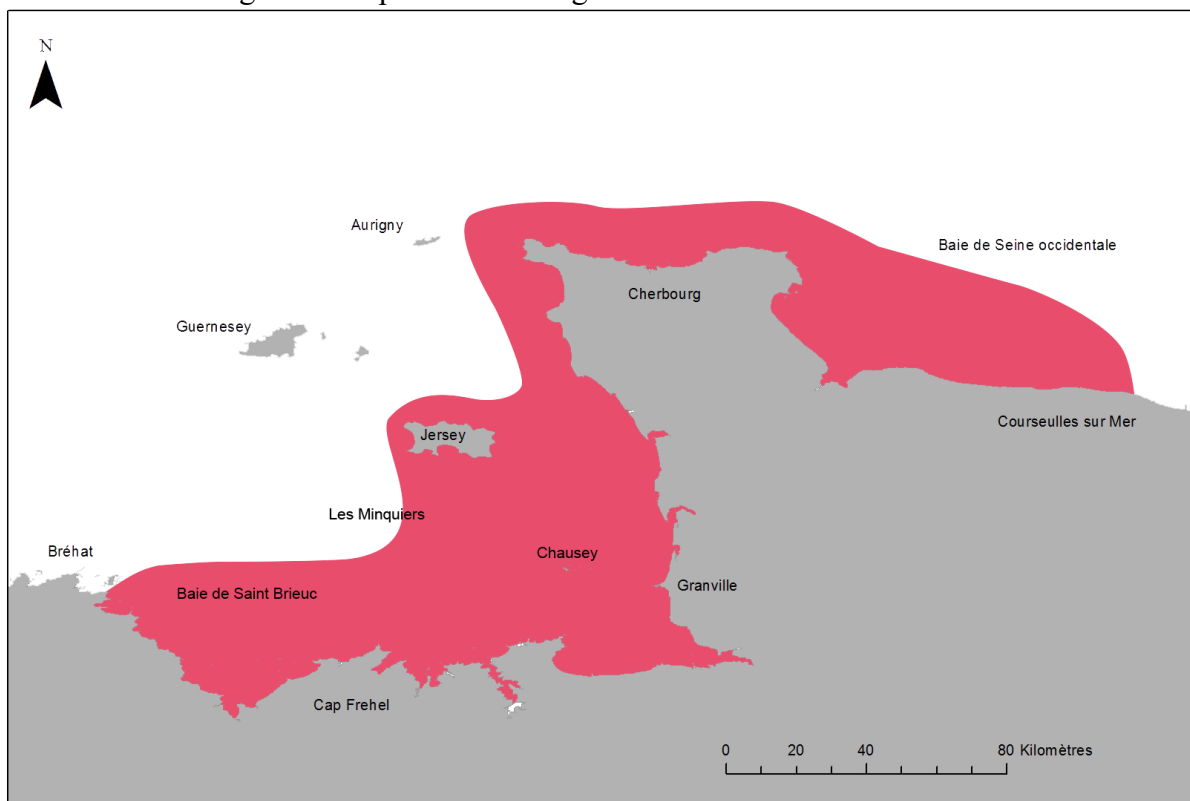 N
Aurigny
Baie de Seine occidentale
Cherbourg
Guernesey
Courseulles sur Mer
Jersey
Les Minquiers
Bréhat
Chausey
Baie de Saint Brieuc
Granville
Cap Frehel
0 20 40 80 Kilomètres